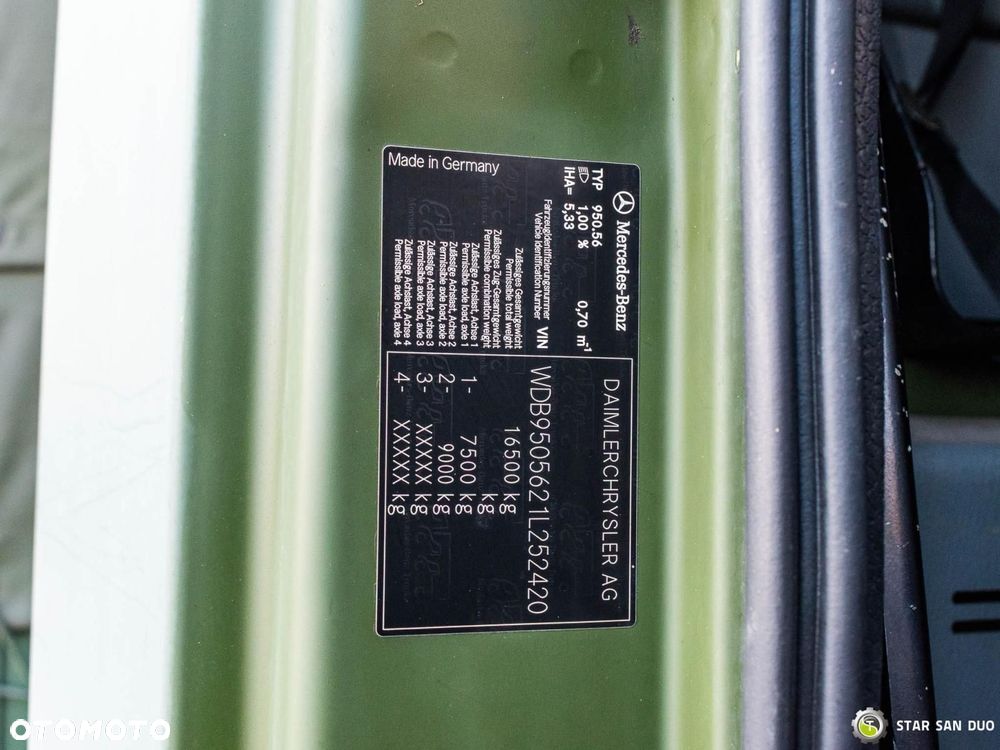 Mercedes-Benz
DAIMLERCHRYSLER AG
TYP 950.56
1,00 % 0,70 m-1
IHA= 5,33
Fahrzeugidentifizierungsnummer
Vehicle Identification Number
VIN WDB9505621L252420
Zulässiges Gesamtgewicht
Permissible total weight
16500 kg
Zulässiges Zug-Gesamtgewicht
Permissible combination weight
kg
Zulässige Achslast, Achse 1
Permissible axle load, axle 1
1- 7500 kg
Zulässige Achslast, Achse 2
Permissible axle load, axle 2
2- 9000 kg
Zulässige Achslast, Achse 3
Permissible axle load, axle 3
3- XXXXX kg
Zulässige Achslast, Achse 4
Permissible axle load, axle 4
4- XXXXX kg
Made in Germany
OTOMOTO
STAR SAN DUO